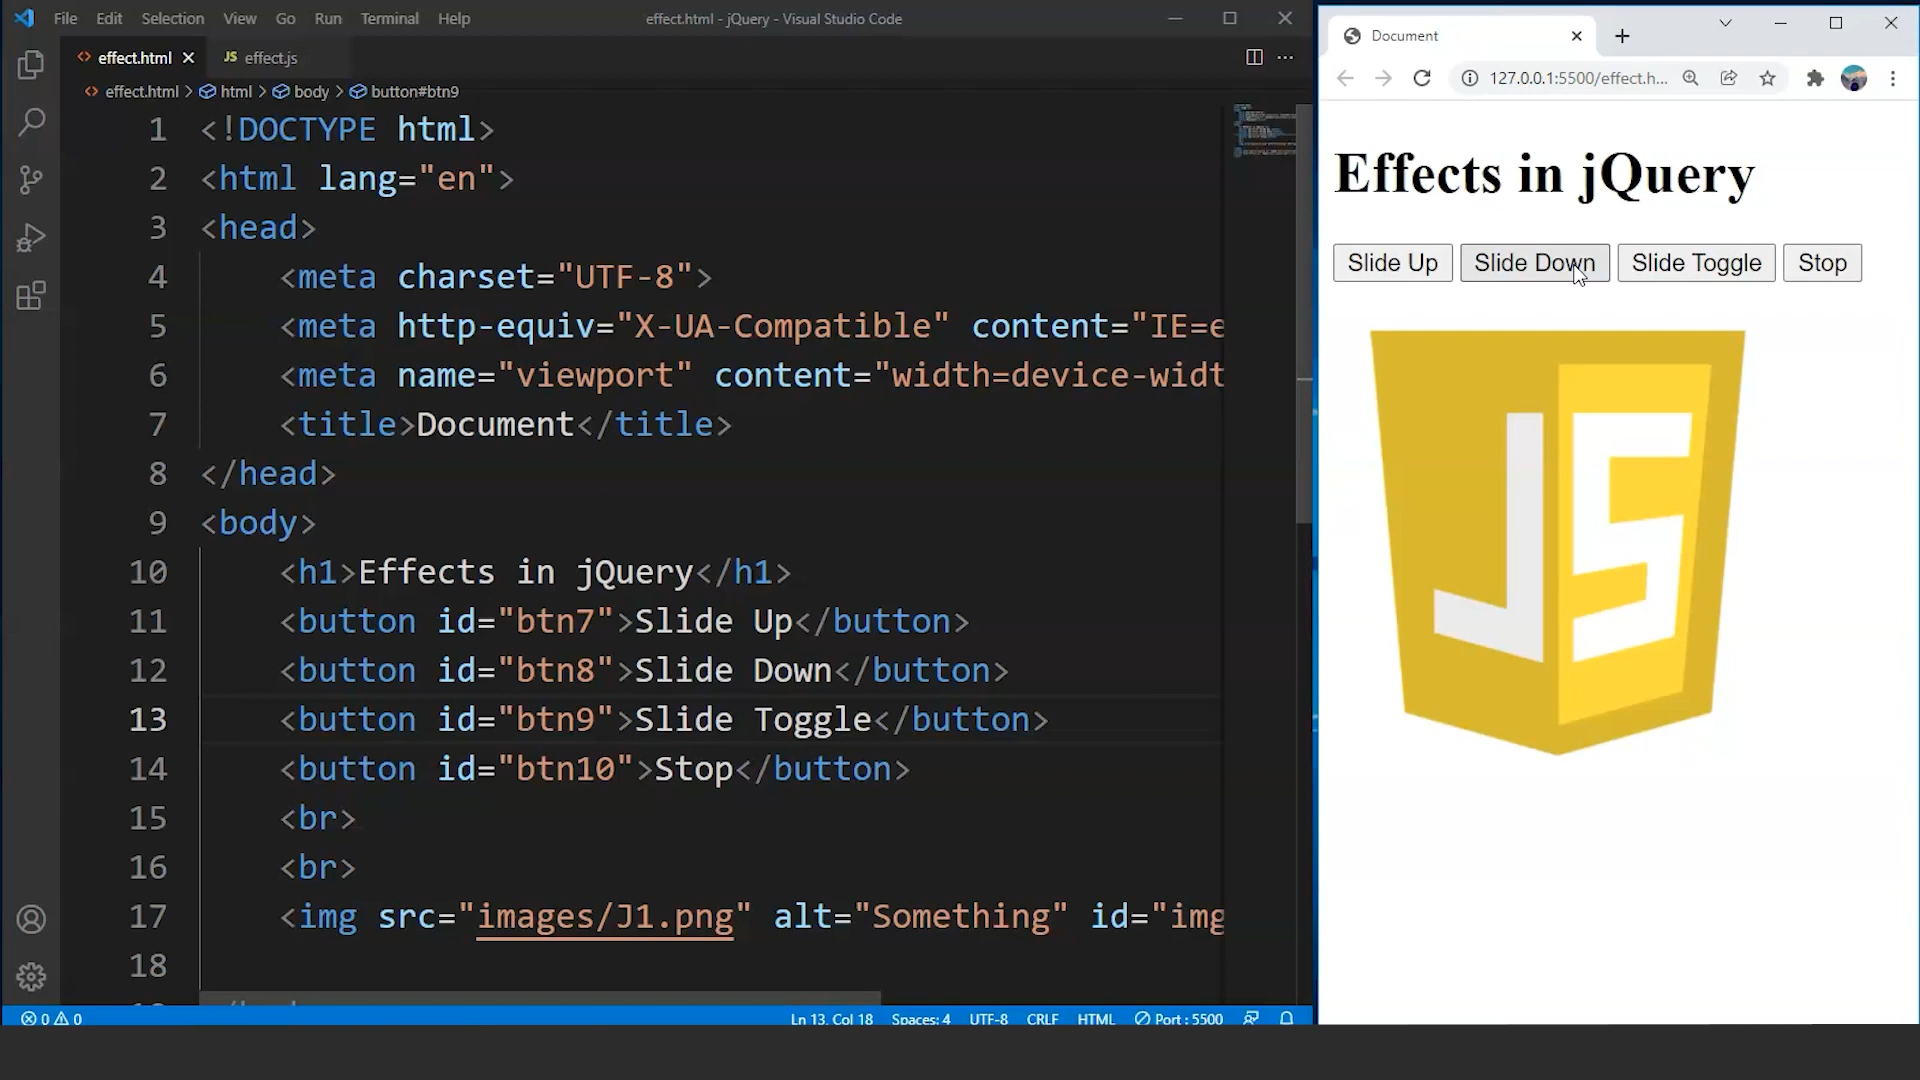 File Edit Selection View Go Run Terminal Help
effect.html - jQuery - Visual Studio Code
effect.html
JS effect.js
effect.html > html > body > button#btn9
1 <!DOCTYPE html>
2 <html lang="en">
3 <head>
4 <meta charset="UTF-8">
5 <meta http-equiv="X-UA-Compatible" content="IE=e
6 <meta name="viewport" content="width=device-widt
7 <title>Document</title>
8 </head>
9 <body>
10 <h1>Effects in jQuery</h1>
11 <button id="btn7">Slide Up</button>
12 <button id="btn8">Slide Down</button>
13 <button id="btn9">Slide Toggle</button>
14 <button id="btn10">Stop</button>
15 <br>
16 <br>
17 <img src="images/J1.png" alt="Something" id="img
18
0 0
Ln 13, Col 18 Spaces: 4 UTF-8 CRLF HTML Port : 5500
Document
127.0.0.1:5500/effect.h...
Effects in jQuery
Slide Up Slide Down Slide Toggle Stop
JS